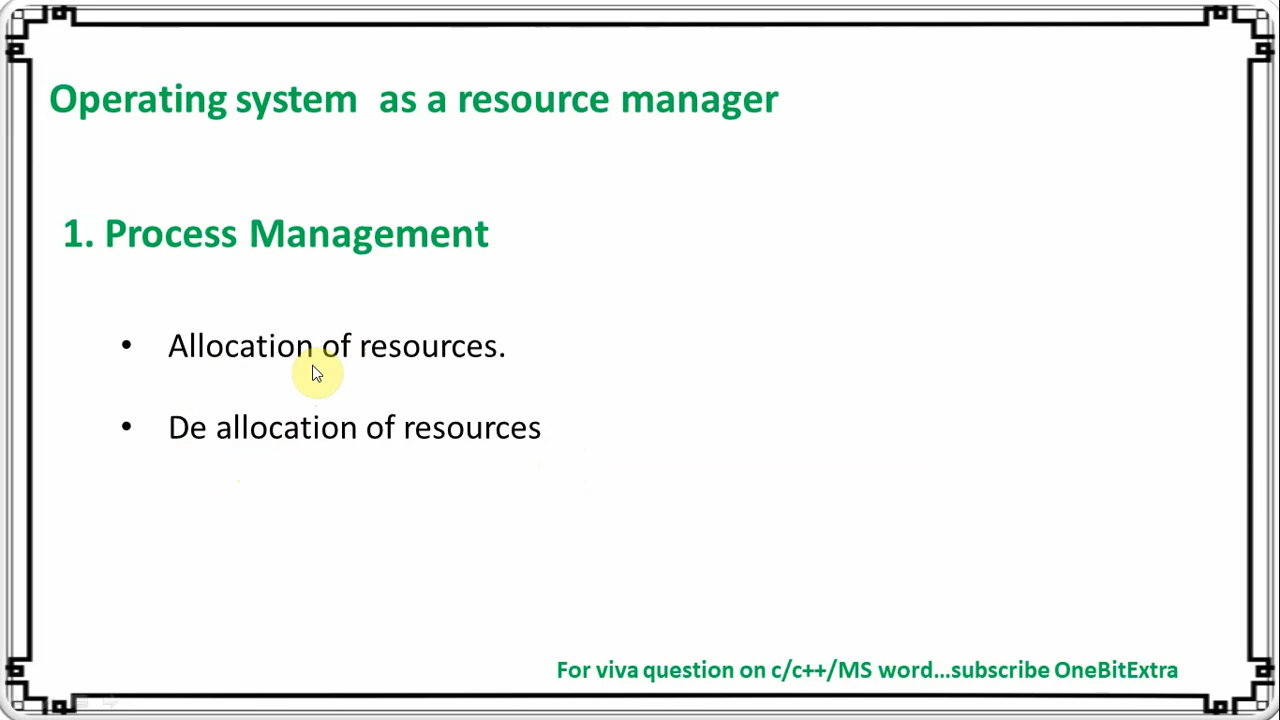 Operating system as a resource manager
1. Process Management
• Allocation of resources.
• De allocation of resources
For viva question on c/c++/MS word...subscribe OneBitExtra